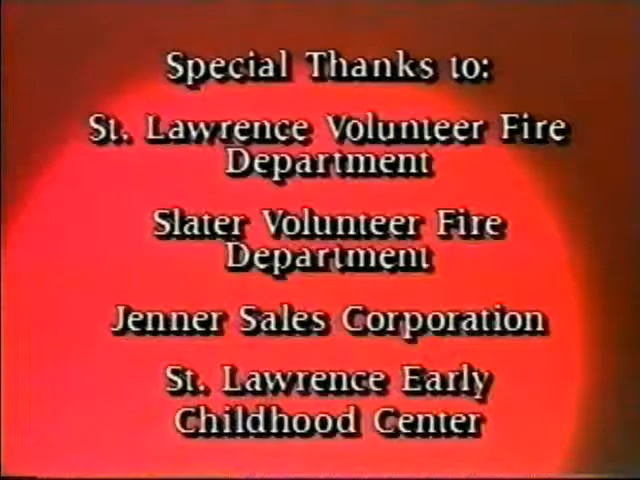 Special Thanks to:
St. Lawrence Volunteer Fire
Department
Slater Volunteer Fire
Department
Jenner Sales Corporation
St. Lawrence Early
Childhood Center